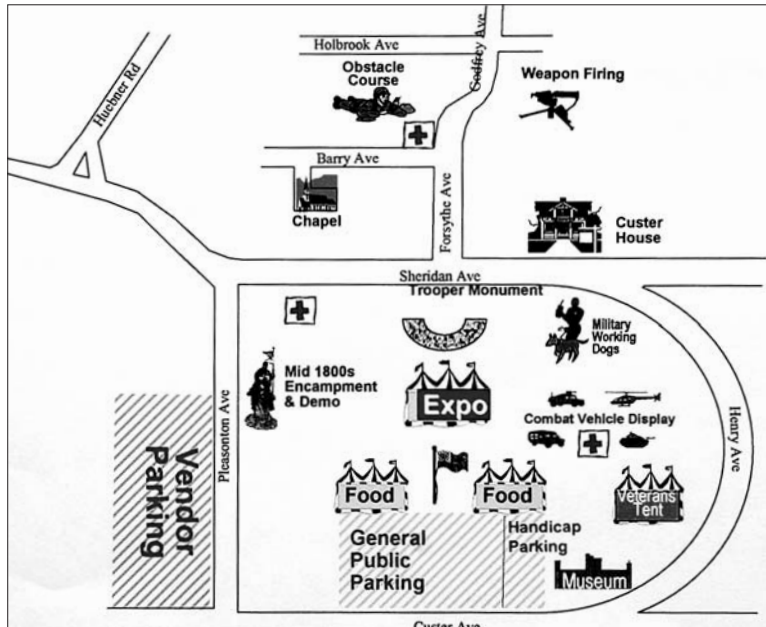 Holbrook Ave
Godfrey Ave
Huebner Rd
Obstacle
Course
Weapon Firing
Barry Ave
Chapel
Forsythe Ave
Custer
House
Sheridan Ave
Trooper Monument
Military
Working
Dogs
Mid 1800s
Encampment
& Demo
Expo
Combat Vehicle Display
Henry Ave
Pleasonton Ave
Vendor
Parking
Food
Food
Veterans
Tent
General
Public
Parking
Handicap
Parking
Museum
Custer Ave